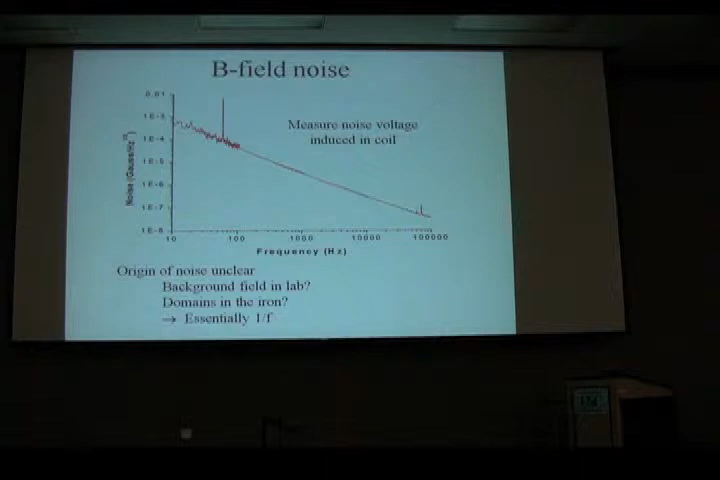 B-field noise
0.01
1E-3
1E-4
1E-5
1E-6
1E-7
1E-8
Noise (Gauss/Hz
Measure noise voltage
induced in coil
10 100 1000 10000 100000
Frequency (Hz)
Origin of noise unclear
Background field in lab?
Domains in the iron?
→ Essentially 1/f